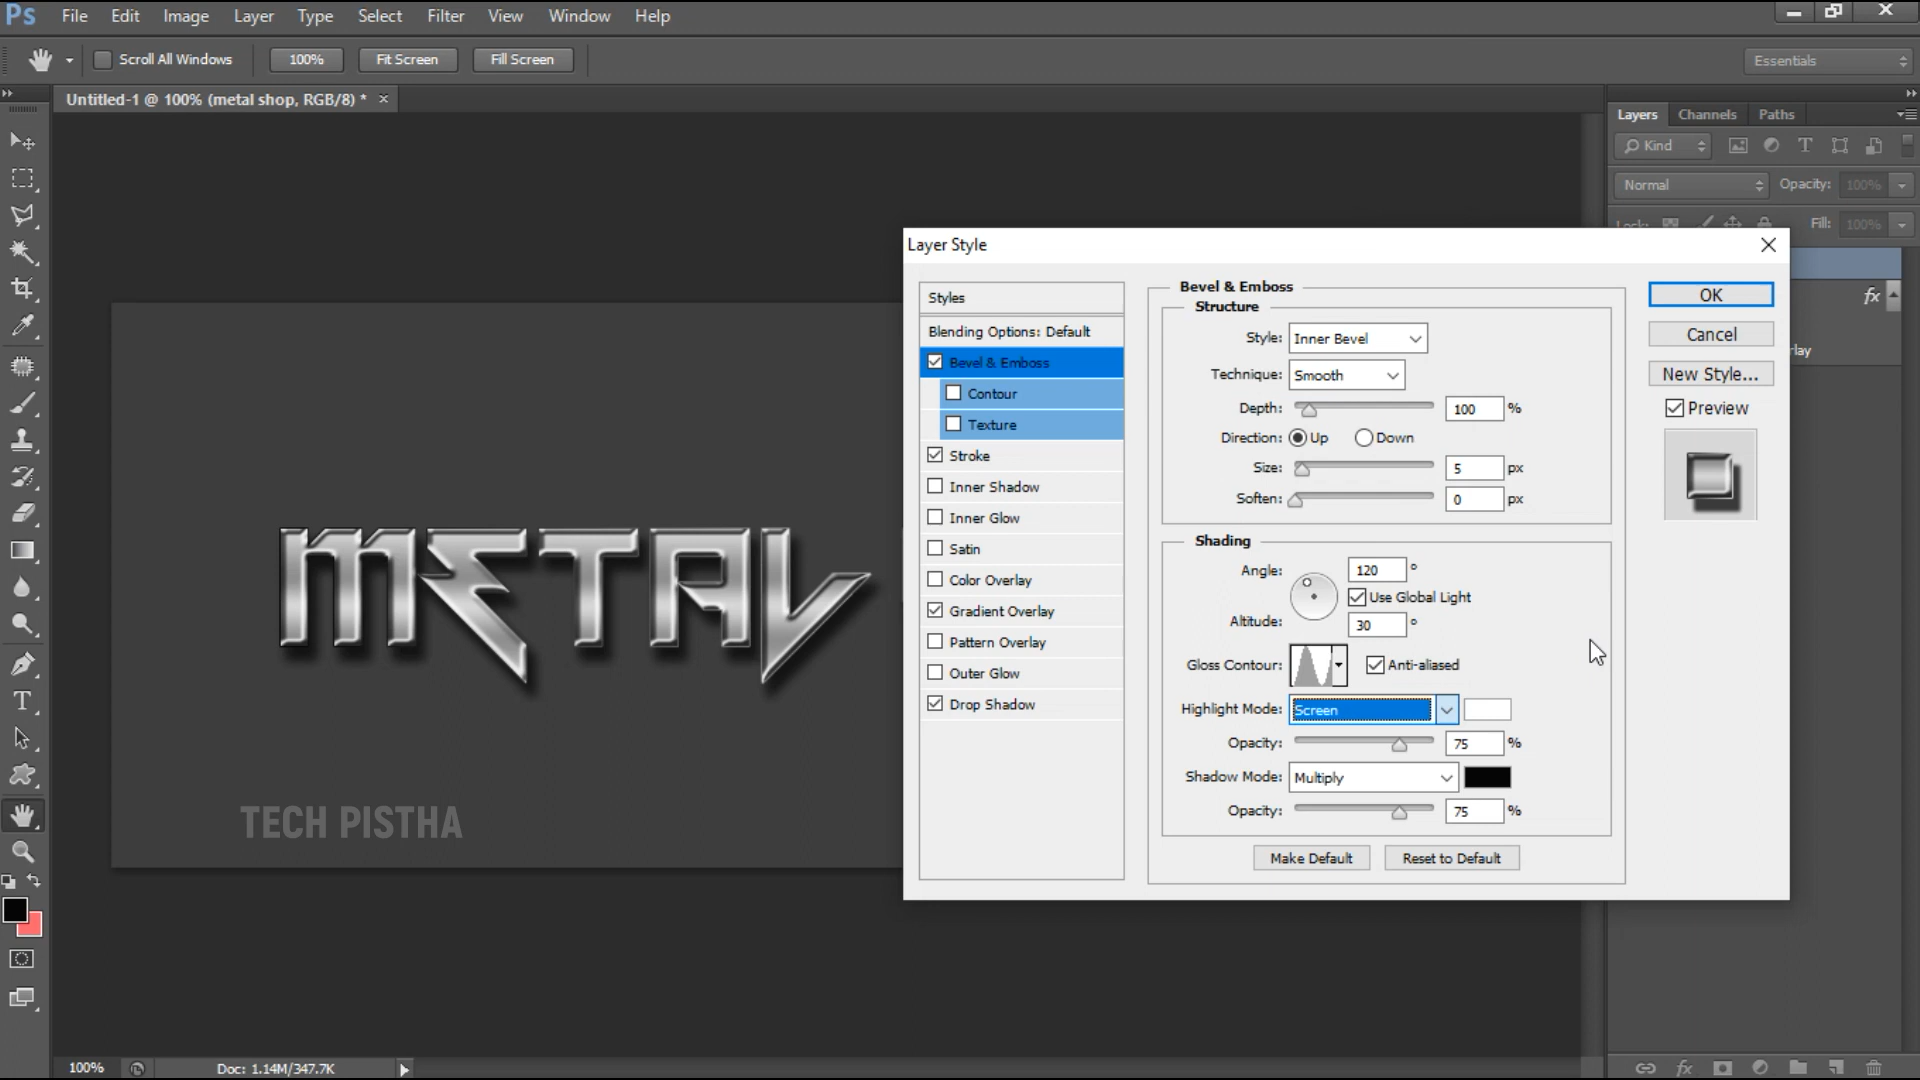 Ps File Edit Image Layer Type Select Filter View Window Help
Scroll All Windows 100% Fit Screen Fill Screen Essentials
Untitled-1 @ 100% (metal shop, RGB/8) * ×
Layers Channels Paths
Kind
Normal Opacity: 100%
Lock: Fill: 100%
Layer Style
Styles
Blending Options: Default
Bevel & Emboss
Contour
Texture
Stroke
Inner Shadow
Inner Glow
Satin
Color Overlay
Gradient Overlay
Pattern Overlay
Outer Glow
Drop Shadow
Bevel & Emboss
Structure
Style: Inner Bevel
Technique: Smooth
Depth: 100 %
Direction: Up Down
Size: 5 px
Soften: 0 px
Shading
Angle: 120 °
Use Global Light
Altitude: 30 °
Gloss Contour: Anti-aliased
Highlight Mode: Screen
Opacity: 75 %
Shadow Mode: Multiply
Opacity: 75 %
Make Default Reset to Default
OK
Cancel
New Style...
Preview
fx
METAL
TECH PISTHA
100% Doc: 1.14M/347.7K
fx